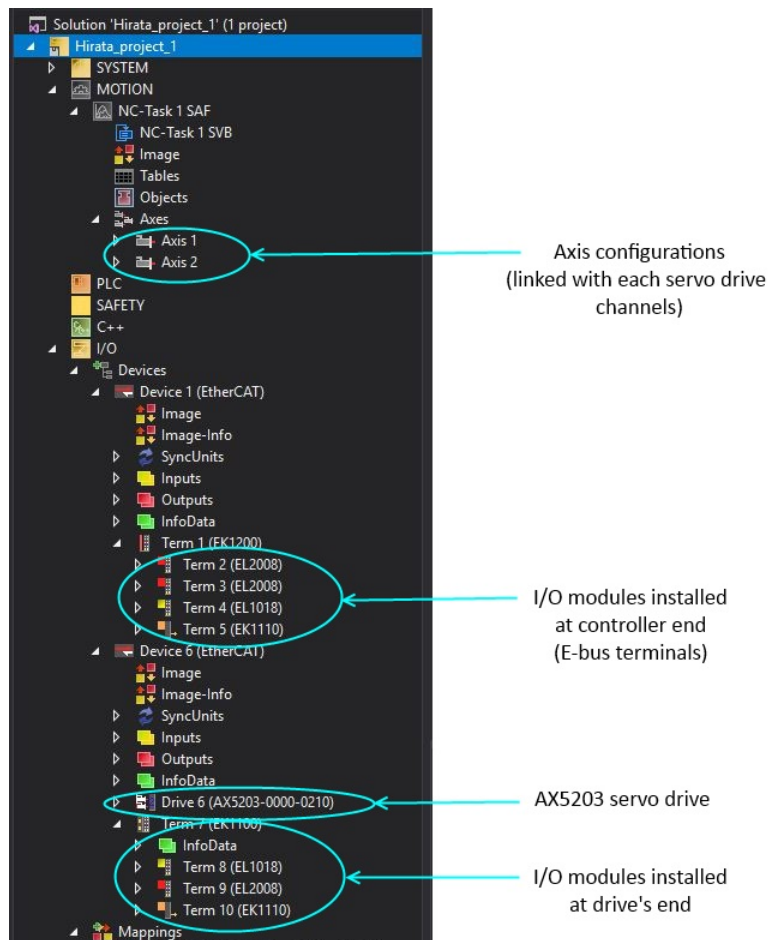 Solution 'Hirata_project_1' (1 project)
Hirata_project_1
SYSTEM
MOTION
NC-Task 1 SAF
NC-Task 1 SVB
Image
Tables
Objects
Axes
Axis 1
Axis 2
Axis configurations
(linked with each servo drive
channels)
PLC
SAFETY
C++
I/O
Devices
Device 1 (EtherCAT)
Image
Image-Info
SyncUnits
Inputs
Outputs
InfoData
Term 1 (EK1200)
Term 2 (EL2008)
Term 3 (EL2008)
Term 4 (EL1018)
Term 5 (EK1110)
I/O modules installed
at controller end
(E-bus terminals)
Device 6 (EtherCAT)
Image
Image-Info
SyncUnits
Inputs
Outputs
InfoData
Drive 6 (AX5203-0000-0210)
AX5203 servo drive
Term 7 (EK1100)
InfoData
Term 8 (EL1018)
Term 9 (EL2008)
Term 10 (EK1110)
I/O modules installed
at drive's end
Mappings